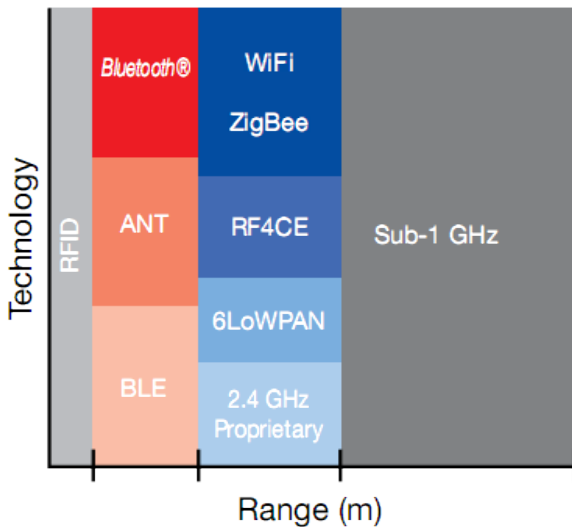 Technology
RFID
Bluetooth®
ANT
BLE
WiFi
ZigBee
RF4CE
6LoWPAN
2.4 GHz
Proprietary
Sub-1 GHz
Range (m)